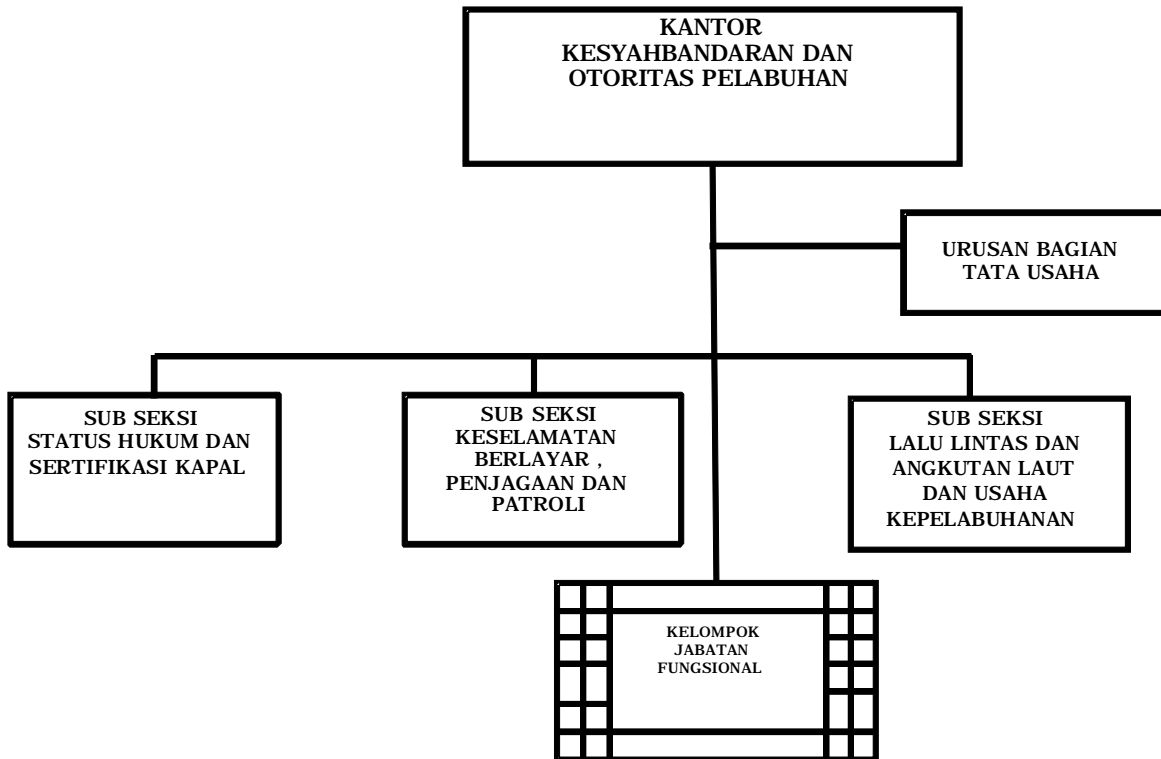 KANTOR
KESYAHBANDARAN DAN
OTORITAS PELABUHAN
URUSAN BAGIAN
TATA USAHA
SUB SEKSI
STATUS HUKUM DAN
SERTIFIKASI KAPAL
SUB SEKSI
KESELAMATAN
BERLAYAR ,
PENJAGAAN DAN
PATROLI
SUB SEKSI
LALU LINTAS DAN
ANGKUTAN LAUT
DAN USAHA
KEPELABUHANAN
KELOMPOK
JABATAN
FUNGSIONAL